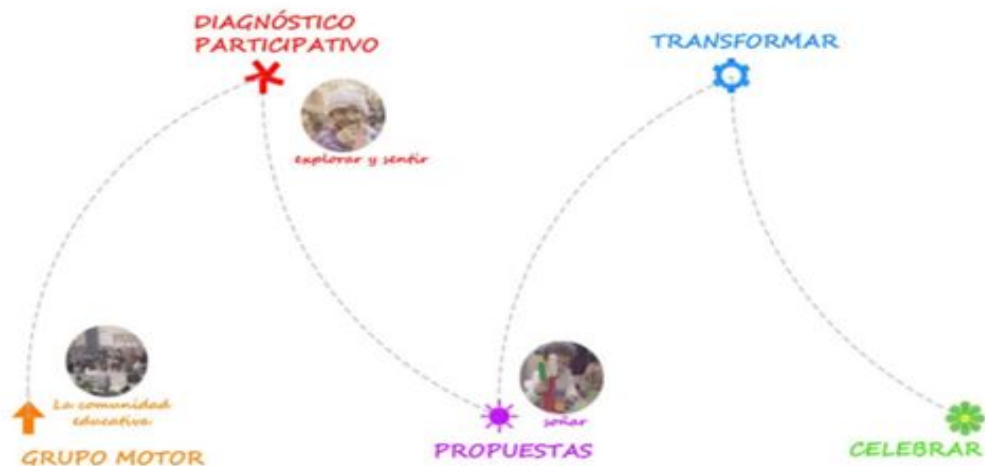 DIAGNÓSTICO
PARTICIPATIVO
explorar y sentir
TRANSFORMAR
La comunidad
educativa
GRUPO MOTOR
soñar
PROPUESTAS
CELEBRAR